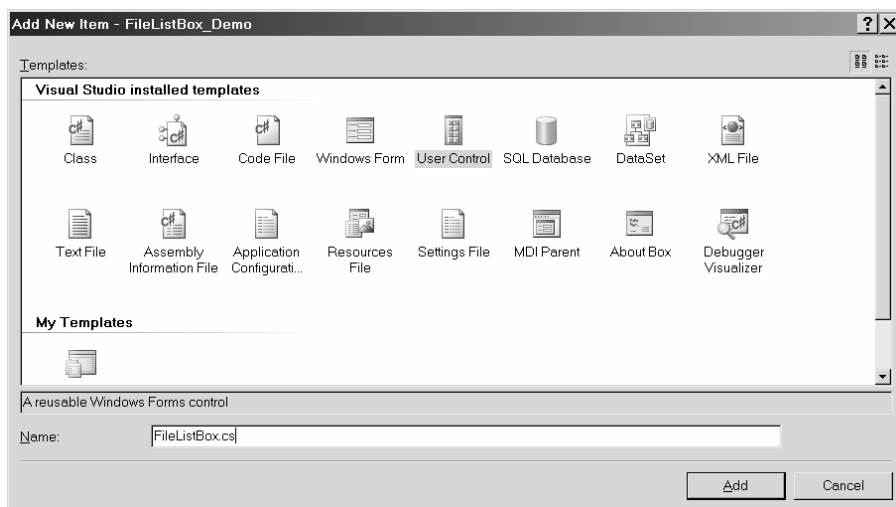 Add New Item - FileListBox_Demo
Templates:
Visual Studio installed templates
Class
Interface
Code File
Windows Form
User Control
SQL Database
DataSet
XML File
Text File
Assembly
Information File
Application
Configurati...
Resources
File
Settings File
MDI Parent
About Box
Debugger
Visualizer
My Templates
A reusable Windows Forms control
Name:
FileListBox.cs
Add
Cancel